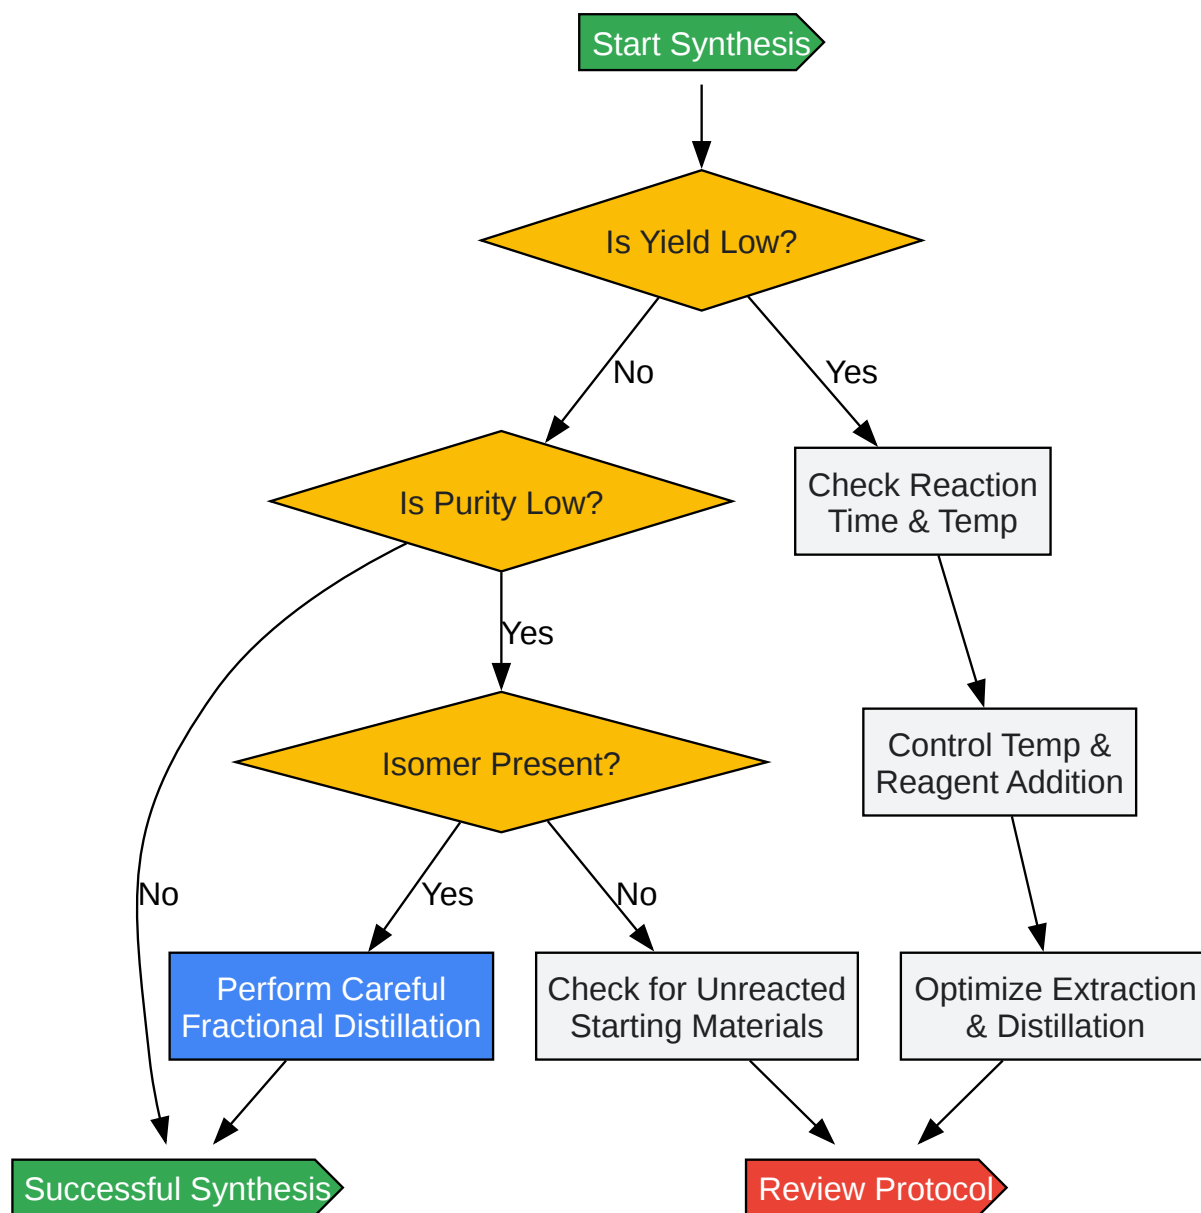 Start Synthesis
Is Yield Low?
No
Yes
Is Purity Low?
Check Reaction
Time & Temp
Yes
Isomer Present?
Control Temp &
Reagent Addition
No
Yes
No
Perform Careful
Fractional Distillation
Check for Unreacted
Starting Materials
Optimize Extraction
& Distillation
Successful Synthesis
Review Protocol